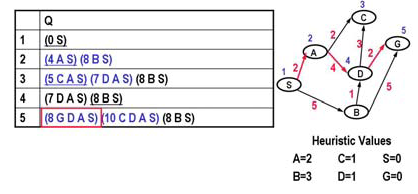 Q
1 (0 S)
2 (4 A S) (8 B S)
3 (5 C A S) (7 D A S) (8 B S)
4 (7 D A S) (8 B S)
5 (8 G D A S) (10 C D A S) (8 B S)
3
C
2
A
2
3
5
G
2
4
4
D
2
1
S
1
5
5
B
Heuristic Values
A=2 C=1 S=0
B=3 D=1 G=0